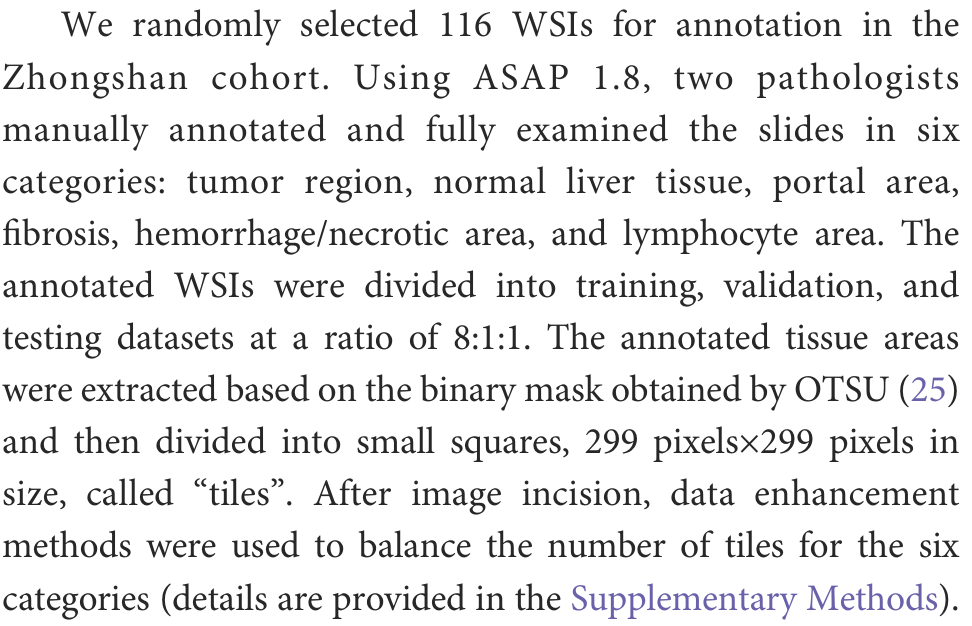 We randomly selected 116 WSIs for annotation in the
Zhongshan cohort. Using ASAP 1.8, two pathologists
manually annotated and fully examined the slides in six
categories: tumor region, normal liver tissue, portal area,
fibrosis, hemorrhage/necrotic area, and lymphocyte area. The
annotated WSIs were divided into training, validation, and
testing datasets at a ratio of 8:1:1. The annotated tissue areas
were extracted based on the binary mask obtained by OTSU (25)
and then divided into small squares, 299 pixels×299 pixels in
size, called “tiles”. After image incision, data enhancement
methods were used to balance the number of tiles for the six
categories (details are provided in the Supplementary Methods).